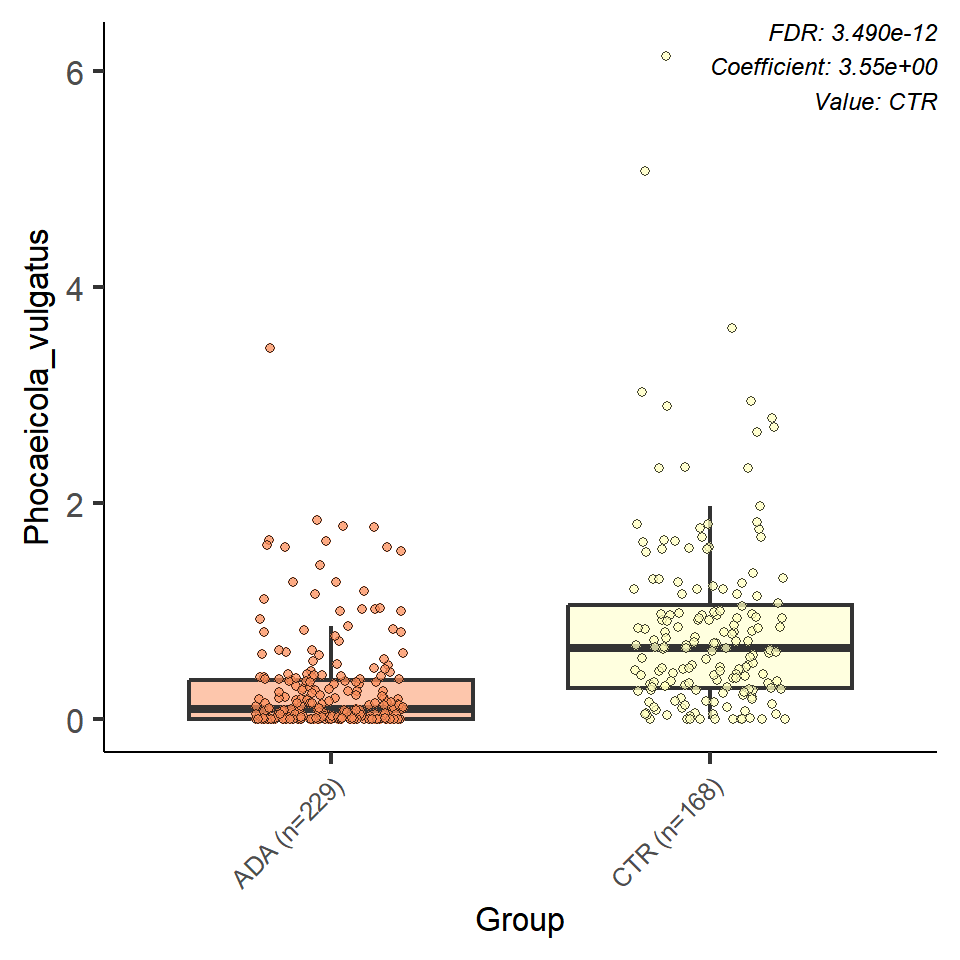 FDR: 3.490e-12
Coefficient: 3.55e+00
Value: CTR
Phocaeicola_vulgatus
6
4
2
0
ADA (n=229)
CTR (n=168)
Group